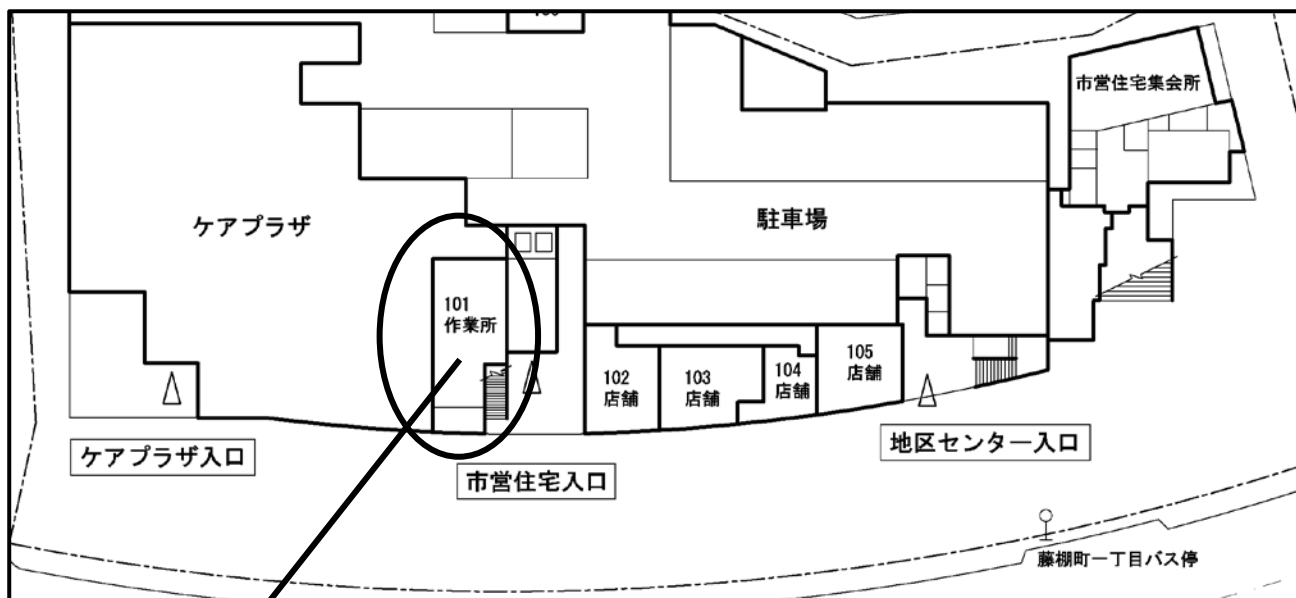 市営住宅集会所
ケアプラザ
駐車場
101
作業所
102
店舗
103
店舗
104
店舗
105
店舗
ケアプラザ入口
市営住宅入口
地区センター入口
藤棚町一丁目バス停